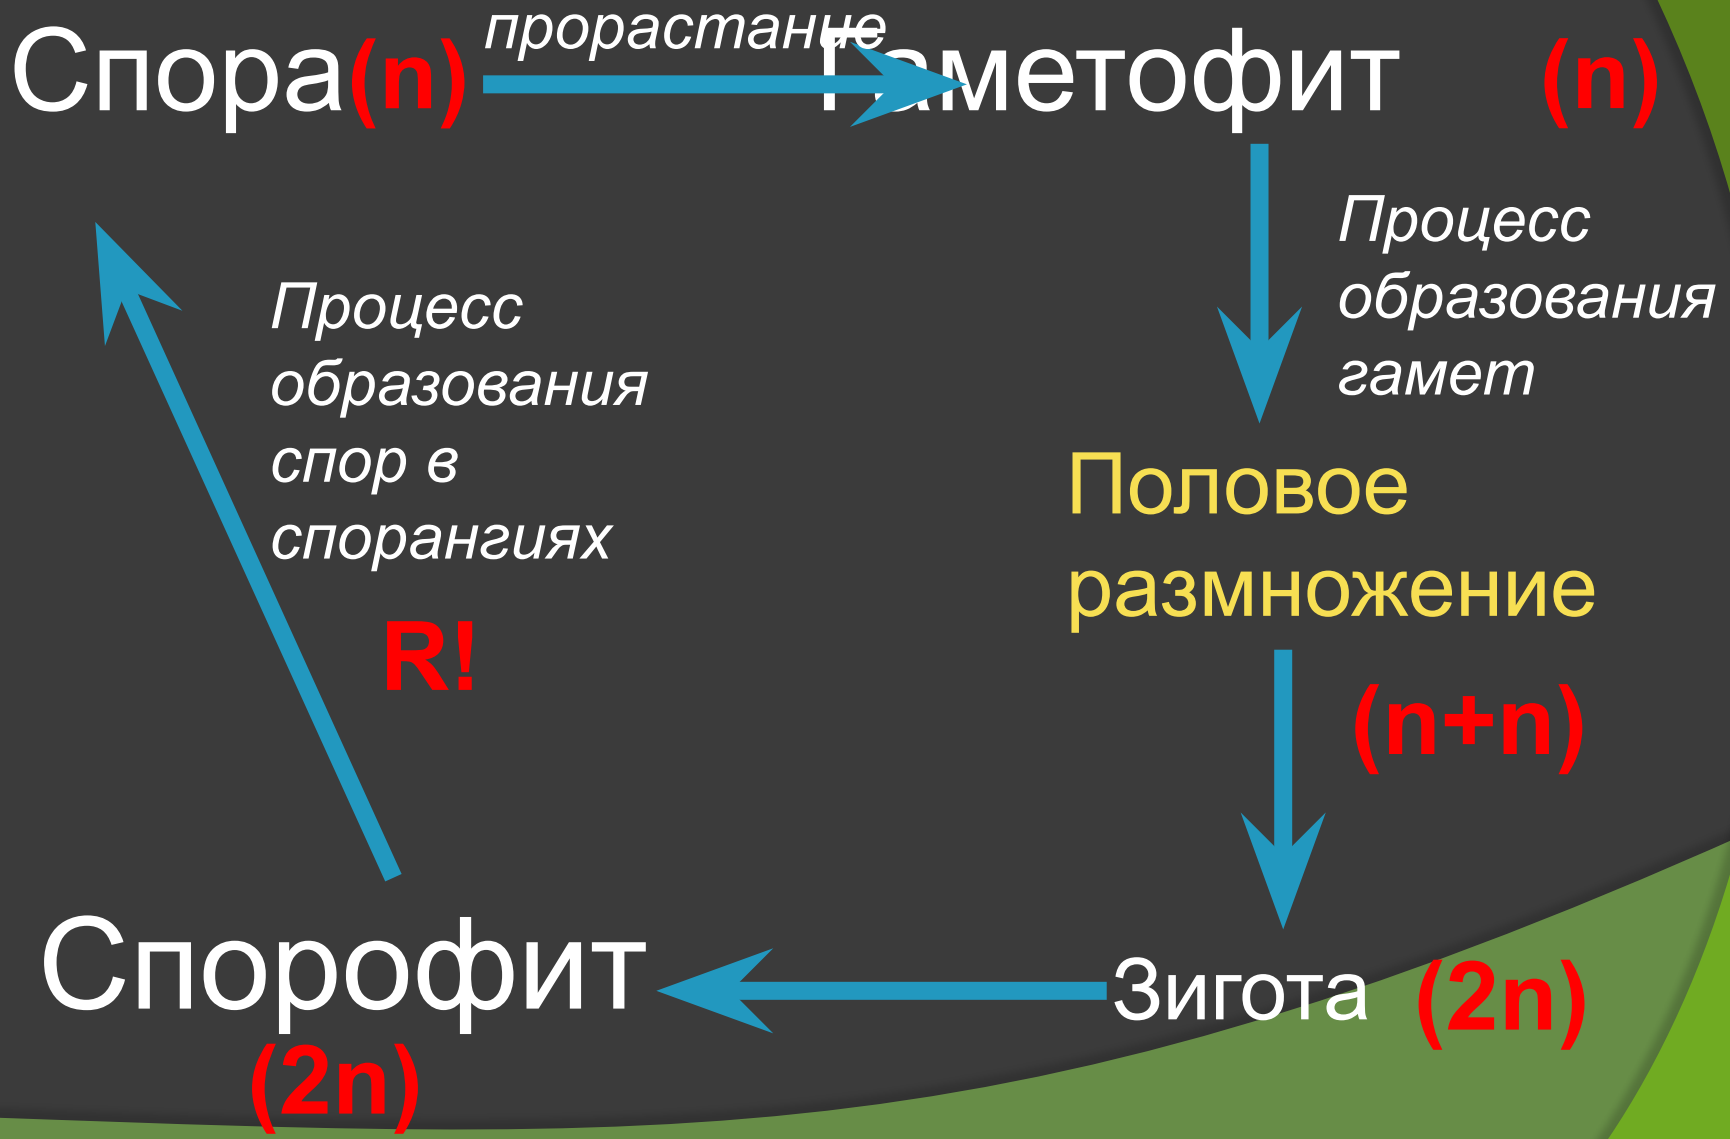 Спора(n)
прорастание
Гаметофит (n)
Процесс
образования
гамет
Половое
размножение
(n+n)
Зигота (2n)
Спорофит
(2n)
Процесс
образования
спор в
спорангиях
R!